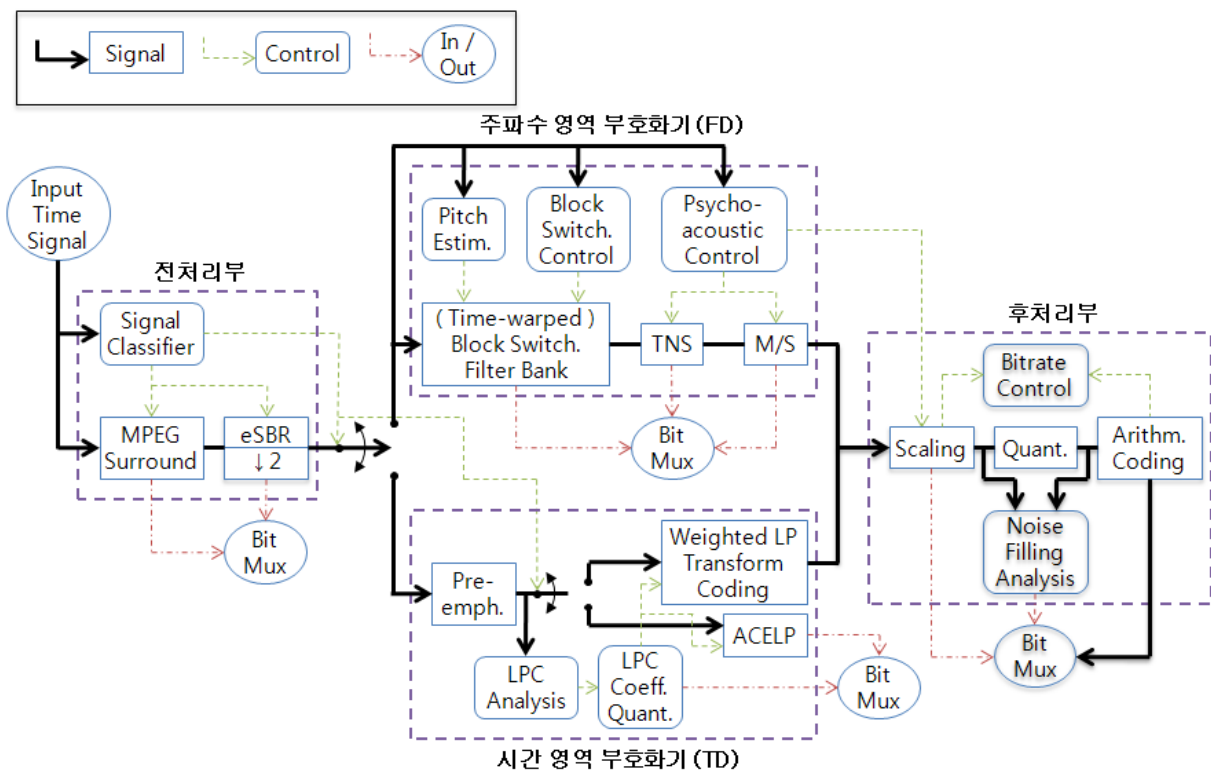 Signal
Control
In /
Out
주파수 영역 부호화기 (FD)
Input
Time
Signal
Pitch
Estim.
Block
Switch.
Control
Psycho-
acoustic
Control
전처리부
Signal
Classifier
( Time-warped )
Block Switch.
Filter Bank
TNS
M/S
후처리부
Bitrate
Control
MPEG
Surround
eSBR
↓2
Bit
Mux
Bit
Mux
Scaling
Quant.
Arithm.
Coding
Noise
Filling
Analysis
Bit
Mux
Pre-
emph.
Weighted LP
Transform
Coding
ACELP
LPC
Analysis
LPC
Coeff.
Quant.
Bit
Mux
시간 영역 부호화기 (TD)